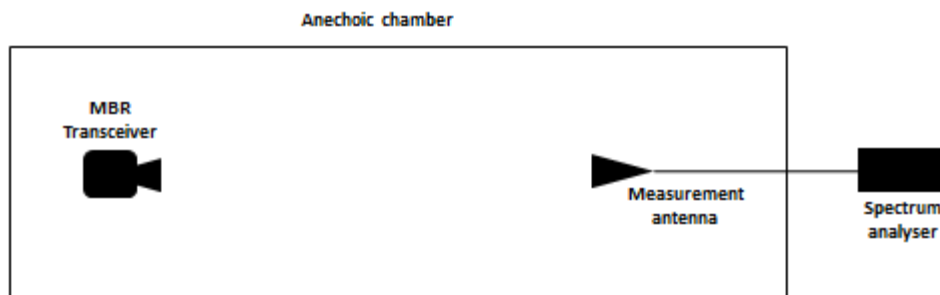 Anechoic chamber
MBR
Transceiver
Measurement
antenna
Spectrum
analyser